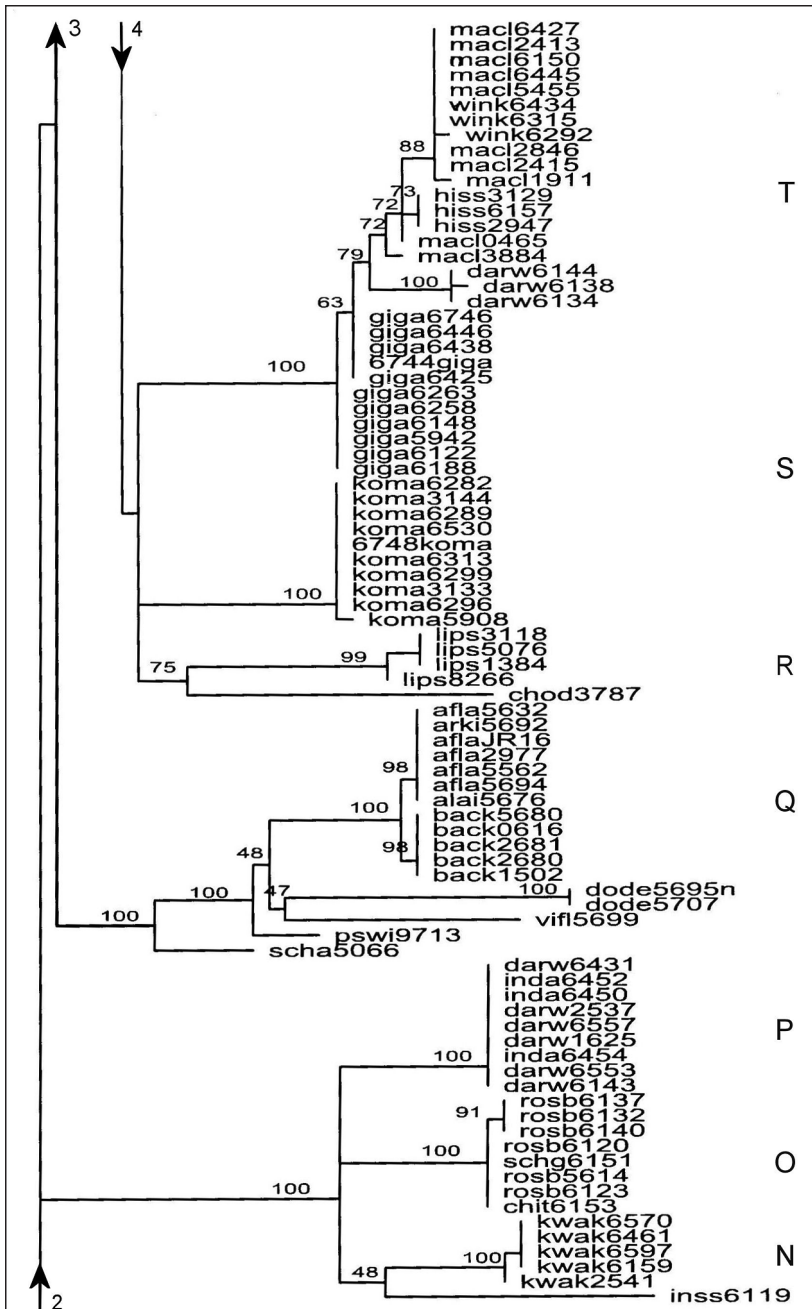 3
4
macl6427
macl2413
macl6150
macl6445
macl5455
wink6434
wink6315
wink6292
88
macl2846
macl2415
macl1911
T
73
hiss3129
72
hiss6157
72
hiss2947
macl0465
79
macl3884
darw6144
100
darw6138
darw6134
63
giga6746
giga6446
giga6438
6744giga
100
giga6425
giga6263
giga6258
giga6148
giga5942
giga6122
giga6188
S
koma6282
koma3144
koma6289
koma6530
6748koma
koma6313
koma6299
koma3133
100
koma6296
koma5908
lips3118
lips5076
99
lips1384
75
R
lips8266
chod3787
afla5632
arki5692
aflaJR16
afla2977
afla5562
98
afla5694
alai5676
Q
100
back5680
back0616
back2681
98
48
back2680
back1502
47
100
dode5695n
100
dode5707
vifl5699
100
pswi9713
scha5066
darw6431
inda6452
inda6450
darw2537
darw6557
P
darw1625
100
inda6454
darw6553
darw6143
rosb6137
91
rosb6132
rosb6140
rosb6120
100
schg6151
O
rosb5614
100
rosb6123
chit6153
kwak6570
kwak6461
kwak6597
N
100
kwak6159
48
kwak2541
inss6119
2